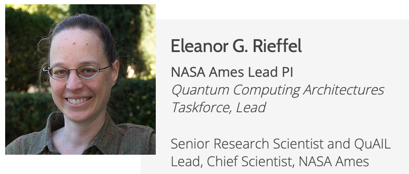 Eleanor G. Rieffel
NASA Ames Lead PI
Quantum Computing Architectures
Taskforce, Lead
Senior Research Scientist and QuAIL
Lead, Chief Scientist, NASA Ames